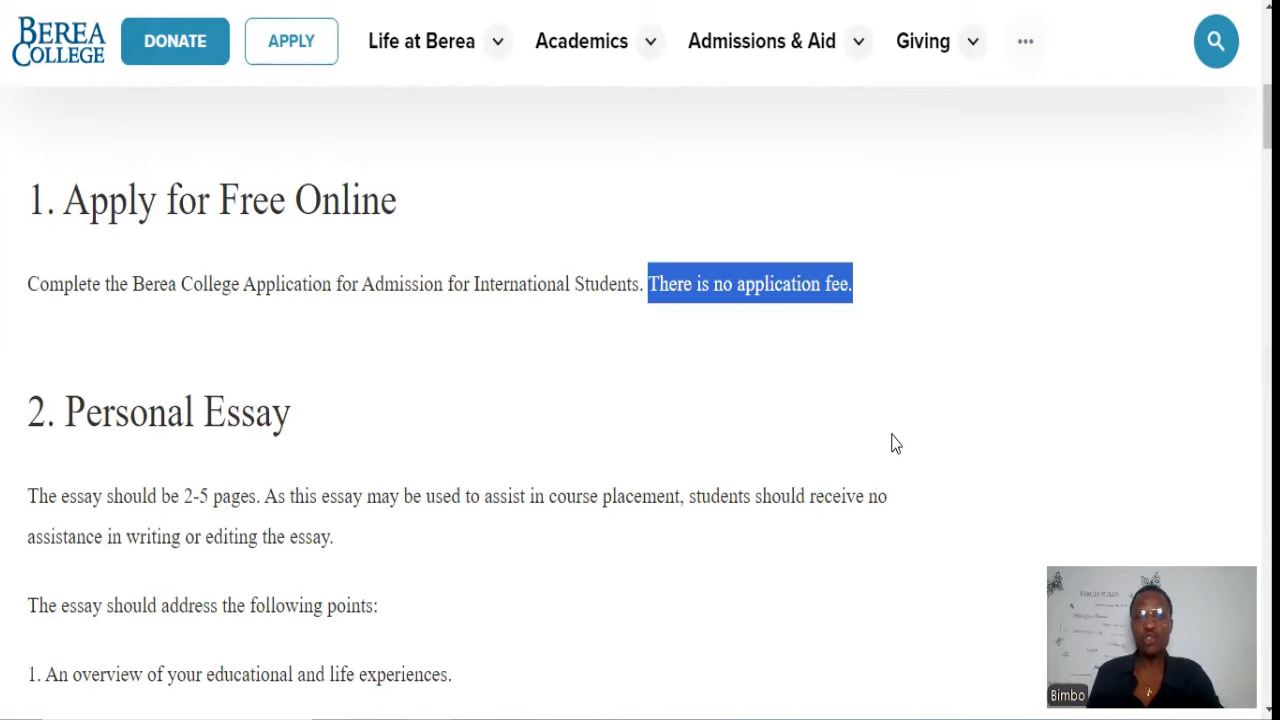 BEREA
COLLEGE
DONATE
APPLY
Life at Berea
Academics
Admissions & Aid
Giving
1. Apply for Free Online
Complete the Berea College Application for Admission for International Students. There is no application fee.
2. Personal Essay
The essay should be 2-5 pages. As this essay may be used to assist in course placement, students should receive no
assistance in writing or editing the essay.
The essay should address the following points:
1. An overview of your educational and life experiences.
FAMILY RULES
Bimbo